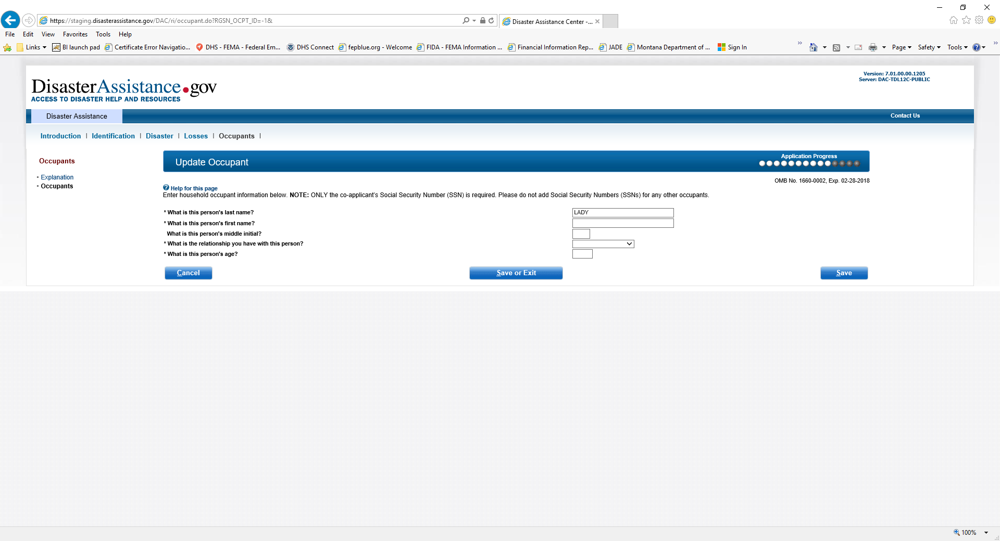 https://staging.disasterassistance.gov/DAC/ri/occupant.do?RGSN_OCPT_ID=-1&
Disaster Assistance Center -...
File Edit View Favorites Tools Help
Links BI launch pad Certificate Error Navigatio... DHS - FEMA - Federal Em... DHS Connect fepblue.org - Welcome FIDA - FEMA Information ... Financial Information Rep... JADE Montana Department of ... Sign In Page Safety Tools
Version: 7.01.00.00.1205
Server: DAC-TDL12C-PUBLIC
DisasterAssistance.gov
ACCESS TO DISASTER HELP AND RESOURCES
Disaster Assistance Contact Us
Introduction | Identification | Disaster | Losses | Occupants |
Occupants
• Explanation
• Occupants
Update Occupant
Application Progress
OMB No. 1660-0002, Exp. 02-28-2018
Help for this page
Enter household occupant information below. NOTE: ONLY the co-applicant's Social Security Number (SSN) is required. Please do not add Social Security Numbers (SSNs) for any other occupants.
* What is this person's last name? LADY
* What is this person's first name?
What is this person's middle initial?
* What is the relationship you have with this person?
* What is this person's age?
Cancel Save or Exit Save
100%